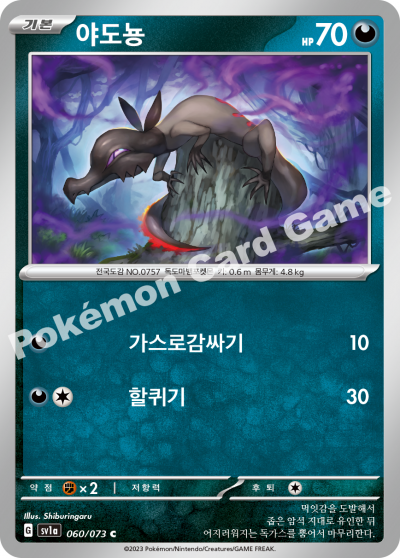 기본 야도뇽 HP 70
전국도감 NO.0757 독도마뱀포켓몬 키: 0.6 m 몸무게: 4.8 kg
Pokémon Card Game
가스로감싸기 10
할퀴기 30
약점 ×2 저항력 후퇴
Illus. Shiburingaru
G sv1a 060/073 C
먹잇감을 도발해서
좁은 암석 지대로 유인한 뒤
어지러워지는 독가스를 뿜어서 마무리한다.
©2023 Pokémon/Nintendo/Creatures/GAME FREAK.